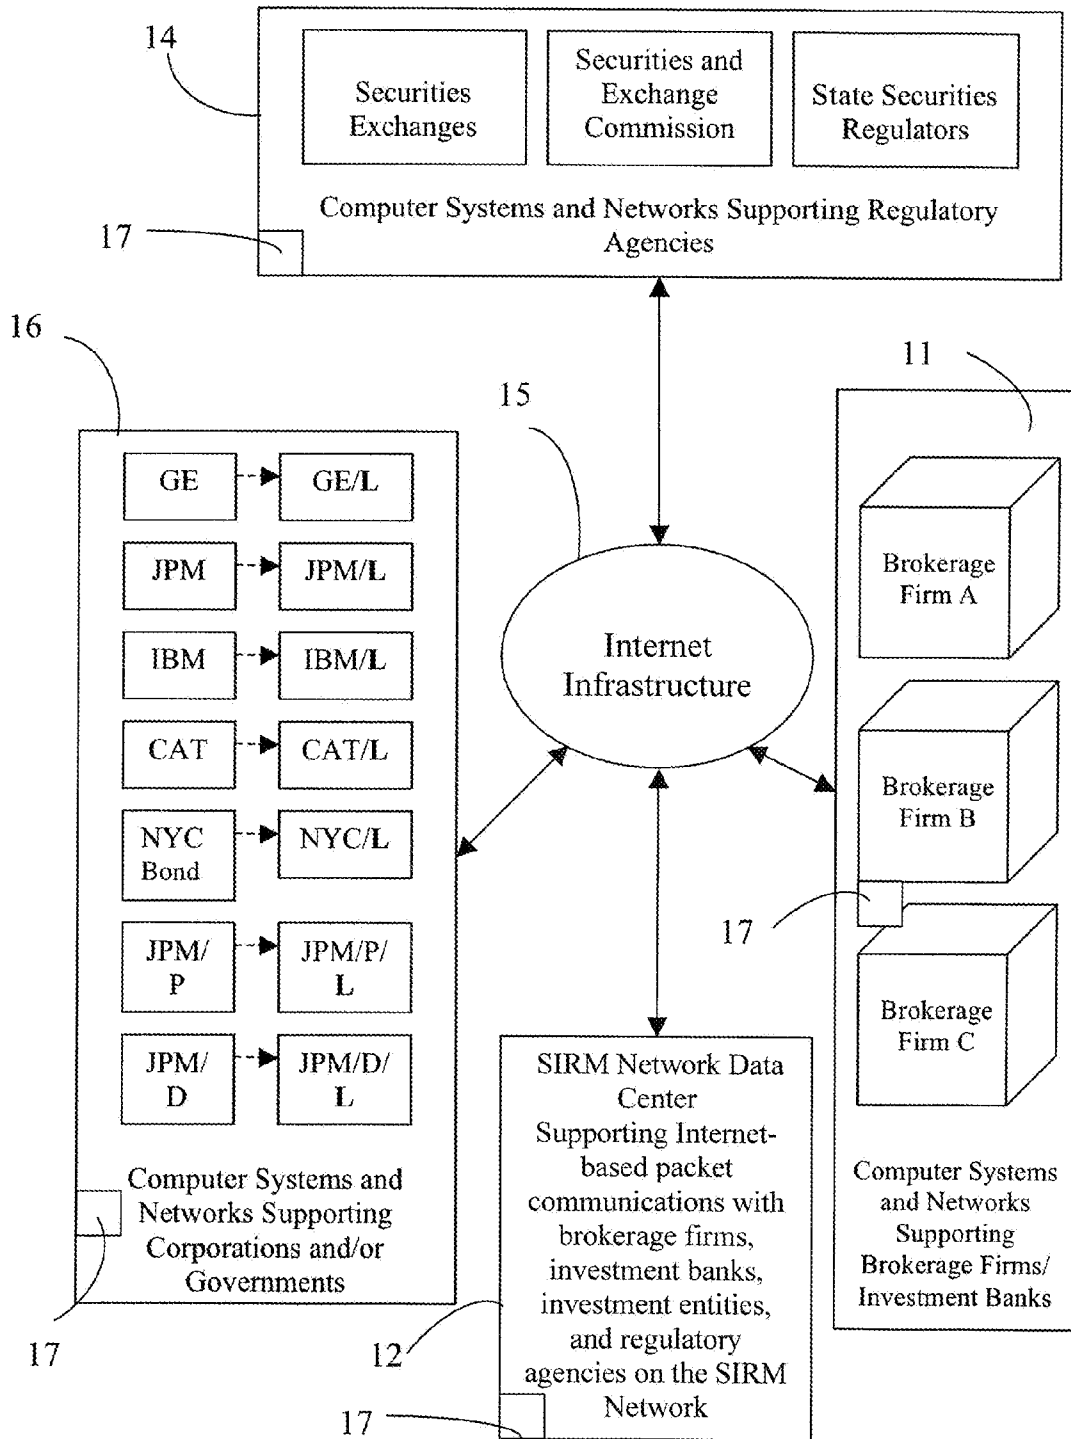 14
Securities
Exchanges
Securities and
Exchange
Commission
State Securities
Regulators
Computer Systems and Networks Supporting Regulatory
Agencies
17
16
GE
GE/L
JPM
JPM/L
IBM
IBM/L
CAT
CAT/L
NYC
Bond
NYC/L
JPM/
P
JPM/P/
L
JPM/
D
JPM/D/
L
Computer Systems and
Networks Supporting
Corporations and/or
Governments
17
15
Internet
Infrastructure
11
Brokerage
Firm A
Brokerage
Firm B
17
Brokerage
Firm C
Computer Systems
and Networks
Supporting
Brokerage Firms/
Investment Banks
12
SIRM Network Data
Center
Supporting Internet-
based packet
communications with
brokerage firms,
investment banks,
investment entities,
and regulatory
agencies on the SIRM
Network
17